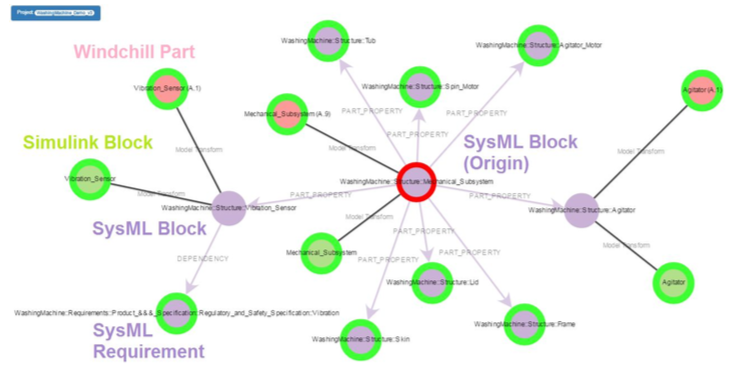 Project WashingMachine_Demo_v2
WashingMachine::Structure::Tub
WashingMachine::Structure::Agitator_Motor
Windchill Part
Vibration_Sensor (A.1)
WashingMachine::Structure::Spin_Motor
Agitator (A.1)
Mechanical_Subsystem (A.9)
PART_PROPERTY
PART_PROPERTY
PART_PROPERTY
Simulink Block
Model Transform
Model Transform
SysML Block
(Origin)
Model Transform
Vibration_Sensor
Model Transform
WashingMachine::Structure::Mechanical_Subsystem
PART_PROPERTY
PART_PROPERTY
WashingMachine::Structure::Vibration_Sensor
WashingMachine::Structure::Agitator
Model Transform
SysML Block
PART_PROPERTY
Model Transform
Mechanical_Subsystem
PART_PROPERTY
PART_PROPERTY
DEPENDENCY
WashingMachine::Structure::Lid
Agitator
WashingMachine::Requirements::Product_&&&_Specification::Regulatory_and_Safety_Specification::Vibration
SysML
Requirement
WashingMachine::Structure::Frame
WashingMachine::Structure::Skin